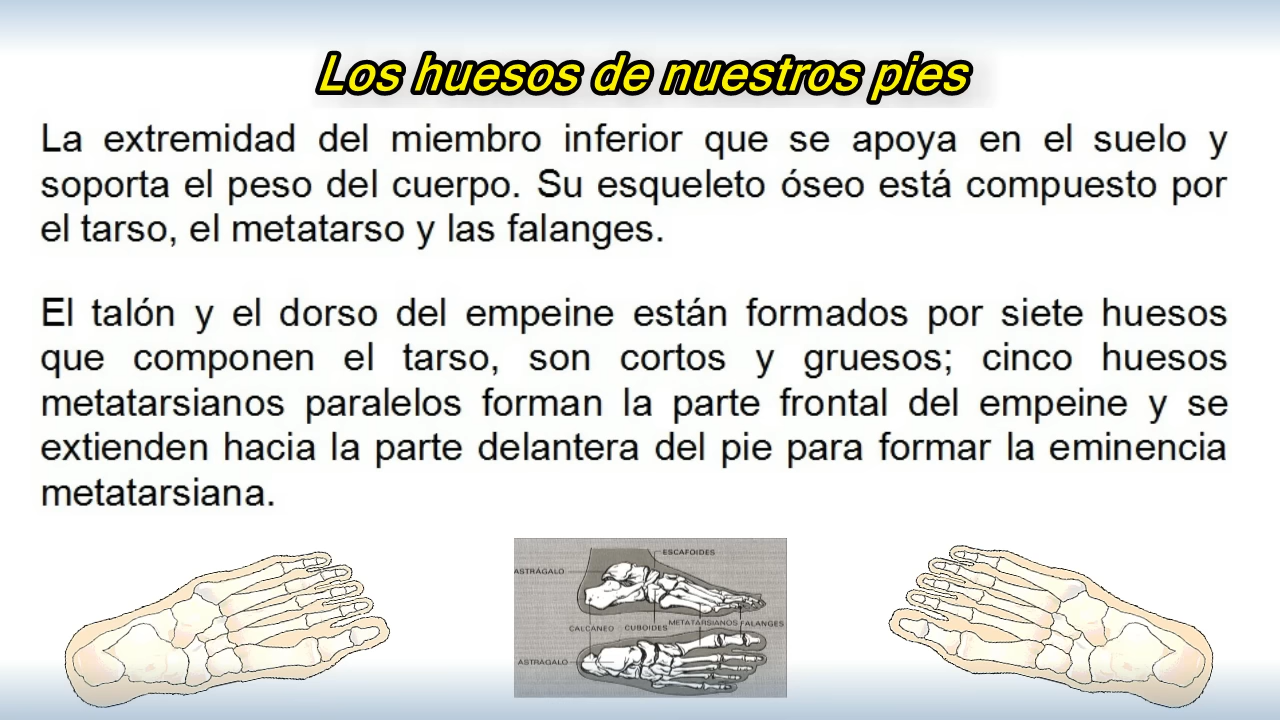 Los huesos de nuestros pies
La extremidad del miembro inferior que se apoya en el suelo y
soporta el peso del cuerpo. Su esqueleto óseo está compuesto por
el tarso, el metatarso y las falanges.
El talón y el dorso del empeine están formados por siete huesos
que componen el tarso, son cortos y gruesos; cinco huesos
metatarsianos paralelos forman la parte frontal del empeine y se
extienden hacia la parte delantera del pie para formar la eminencia
metatarsiana.
ESCAFOIDES
ASTRÁGALO
METATARSIANOS FALANGES
CALCANEO CUBOIDES
ASTRÁGALO